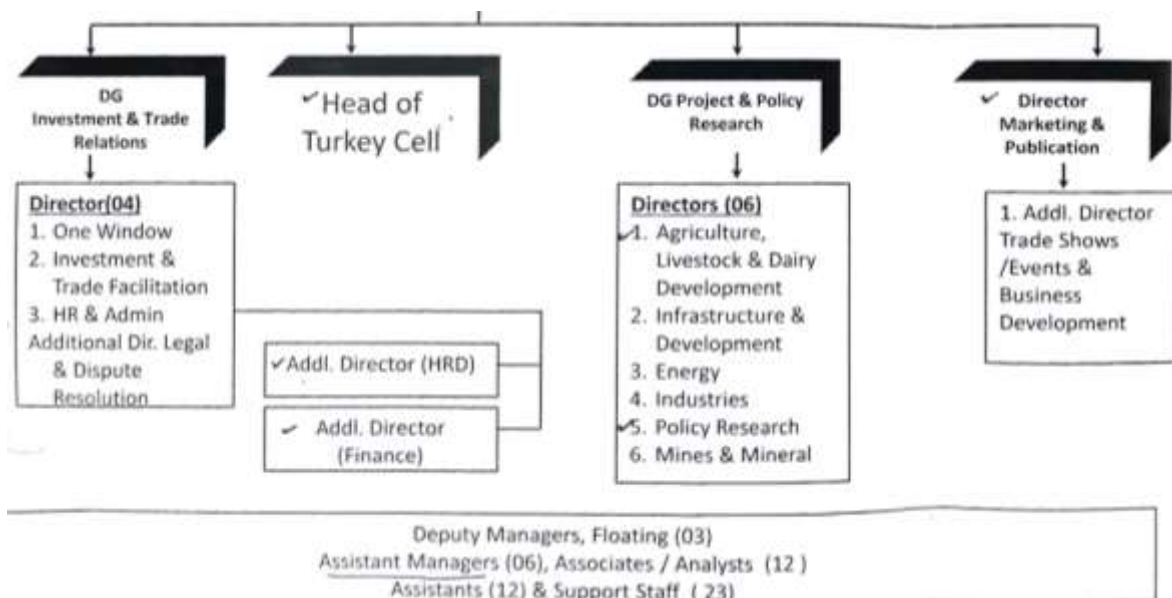 DG
Investment & Trade
Relations
Head of
Turkey Cell
DG Project & Policy
Research
Director
Marketing &
Publication
Director(04)
1. One Window
2. Investment &
Trade Facilitation
3. HR & Admin
Additional Dir. Legal
& Dispute
Resolution
Addl. Director (HRD)
Addl. Director
(Finance)
Directors (06)
1. Agriculture,
Livestock & Dairy
Development
2. Infrastructure &
Development
3. Energy
4. Industries
5. Policy Research
6. Mines & Mineral
1. Addl. Director
Trade Shows
/Events &
Business
Development
Deputy Managers, Floating (03)
Assistant Managers (06), Associates / Analysts (12 )
Assistants (12) & Support Staff ( 23)